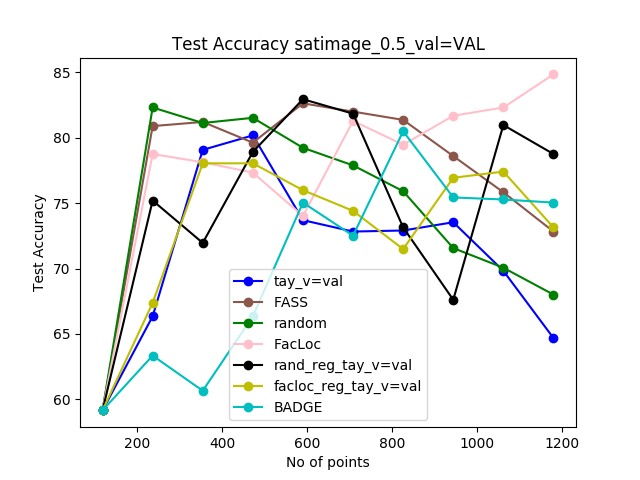 Test Accuracy satimage_0.5_val=VAL
85
80
75
70
65
60
Test Accuracy
tay_v=val
FASS
random
FacLoc
rand_reg_tay_v=val
facloc_reg_tay_v=val
BADGE
200 400 600 800 1000 1200
No of points